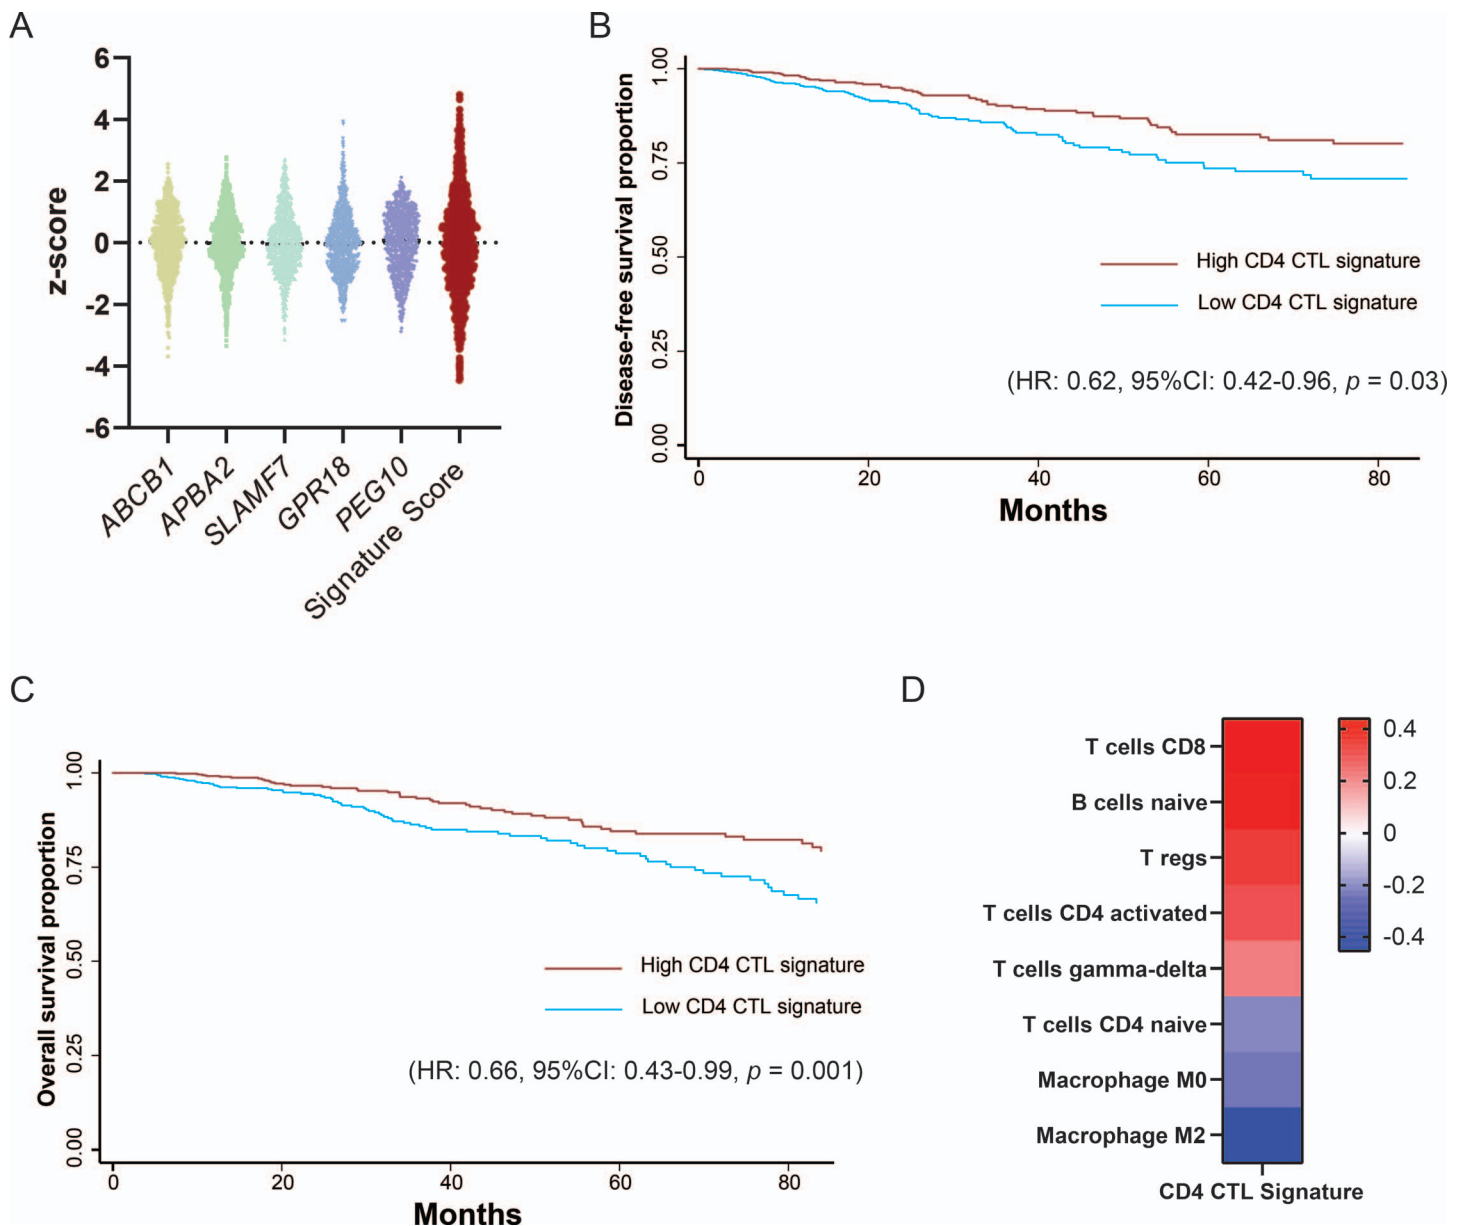 A
6
4
2
0
-2
-4
-6
z-score
ABCB1
APBA2
SLAMF7
GPR18
PEG10
Signature Score
B
1.00
0.75
0.50
0.25
0.00
Disease-free survival proportion
High CD4 CTL signature
Low CD4 CTL signature
(HR: 0.62, 95%CI: 0.42-0.96, p = 0.03)
0 20 40 60 80
Months
C
1.00
0.75
0.50
0.25
0.00
Overall survival proportion
High CD4 CTL signature
Low CD4 CTL signature
(HR: 0.66, 95%CI: 0.43-0.99, p = 0.001)
0 20 40 60 80
Months
D
T cells CD8
B cells naive
T regs
T cells CD4 activated
T cells gamma-delta
T cells CD4 naive
Macrophage M0
Macrophage M2
CD4 CTL Signature
0.4
0.2
0
-0.2
-0.4